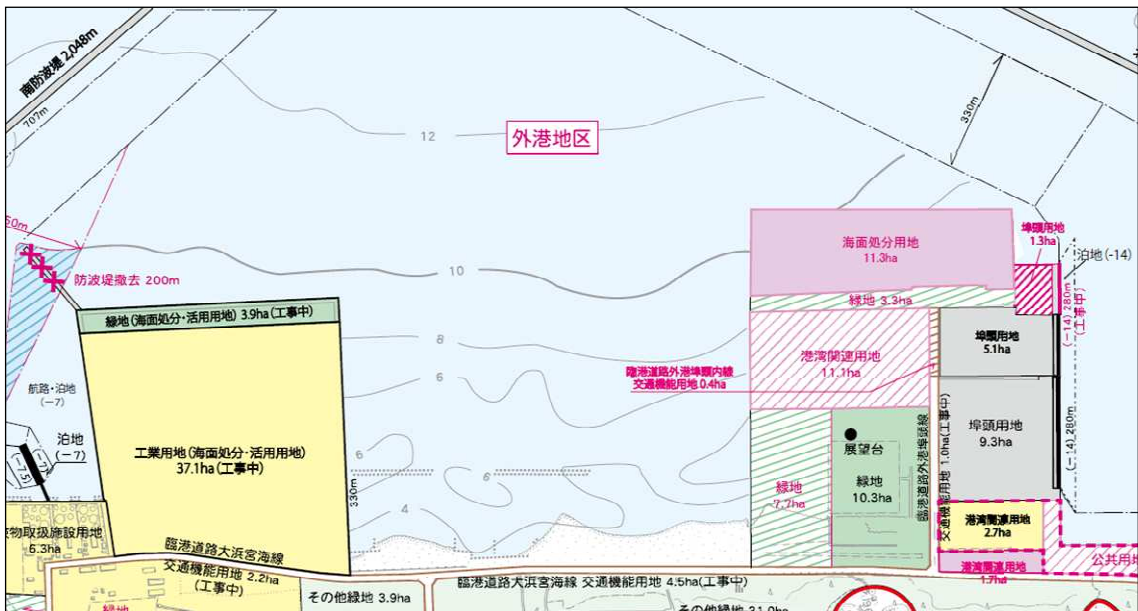 南防波堤 2,048m
707m
330m
12
外港地区
50m
防波堤撤去 200m
10
海面処分用地
11.3ha
埠頭用地
1.3ha
泊地(-14)
緑地 3.3ha
(-14) 280m
(工事中)
緑地(海面処分・活用用地) 3.9ha(工事中)
8
港湾関連用地
11.1ha
埠頭用地
5.1ha
臨港道路外港埠頭内線
交通機能用地 0.4ha
航路・泊地
(-7)
6
6
6
4
泊地
(-7)
(-7.5)
工業用地(海面処分・活用用地)
37.1ha(工事中)
330m
展望台
緑地
10.3ha
緑地
7.7ha
臨港道路外港埠頭線
交通機能用地 1.0ha(工事中)
埠頭用地
9.3ha
(-14) 280m
物取扱施設用地
6.3ha
港湾関連用地
2.7ha
港湾関連用地
1.7ha
公共用地
臨港道路大浜宮海線
交通機能用地 2.2ha
(工事中)
臨港道路大浜宮海線 交通機能用地 4.5ha(工事中)
緑地
その他緑地 3.9ha
その他緑地 31.0ha